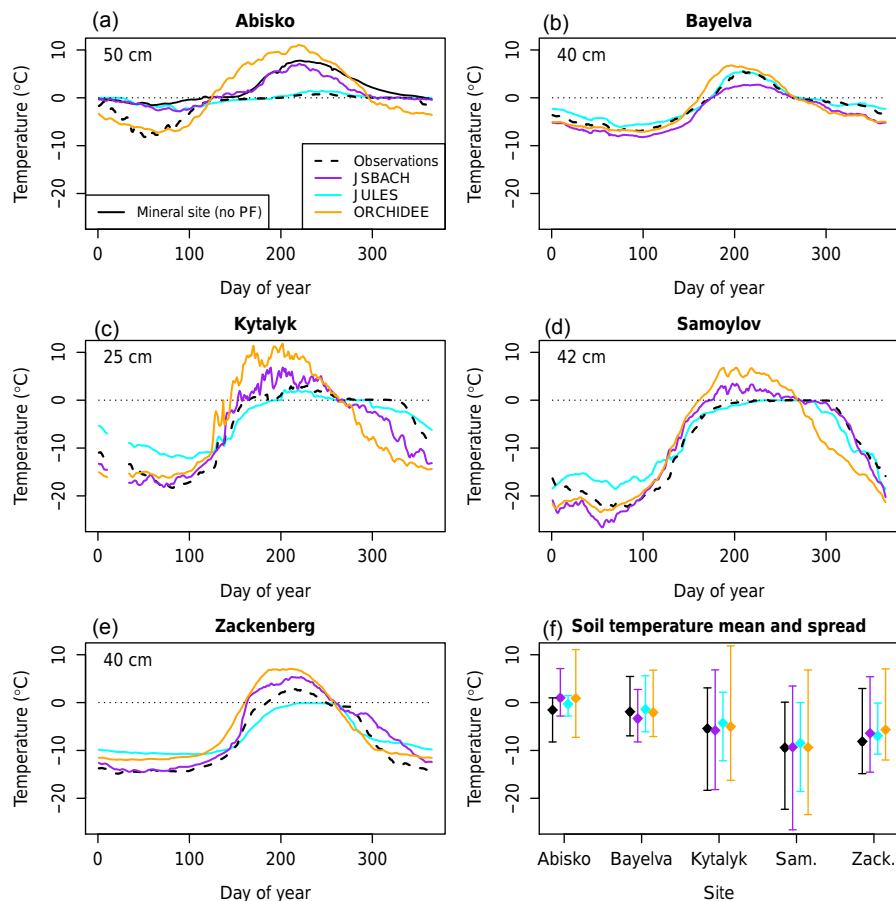 (a) Abisko
50 cm
Temperature (°C)
10
0
−10
−20
Observations
JSBACH
JULES
ORCHIDEE
Mineral site (no PF)
0 100 200 300
Day of year
(b) Bayelva
40 cm
Temperature (°C)
10
0
−10
−20
0 100 200 300
Day of year
(c) Kytalyk
25 cm
Temperature (°C)
10
0
−10
−20
0 100 200 300
Day of year
(d) Samoylov
42 cm
Temperature (°C)
10
0
−10
−20
0 100 200 300
Day of year
(e) Zackenberg
40 cm
Temperature (°C)
10
0
−10
−20
0 100 200 300
Day of year
(f) Soil temperature mean and spread
Temperature (°C)
10
0
−10
−20
Abisko Bayelva Kytalyk Sam. Zack.
Site